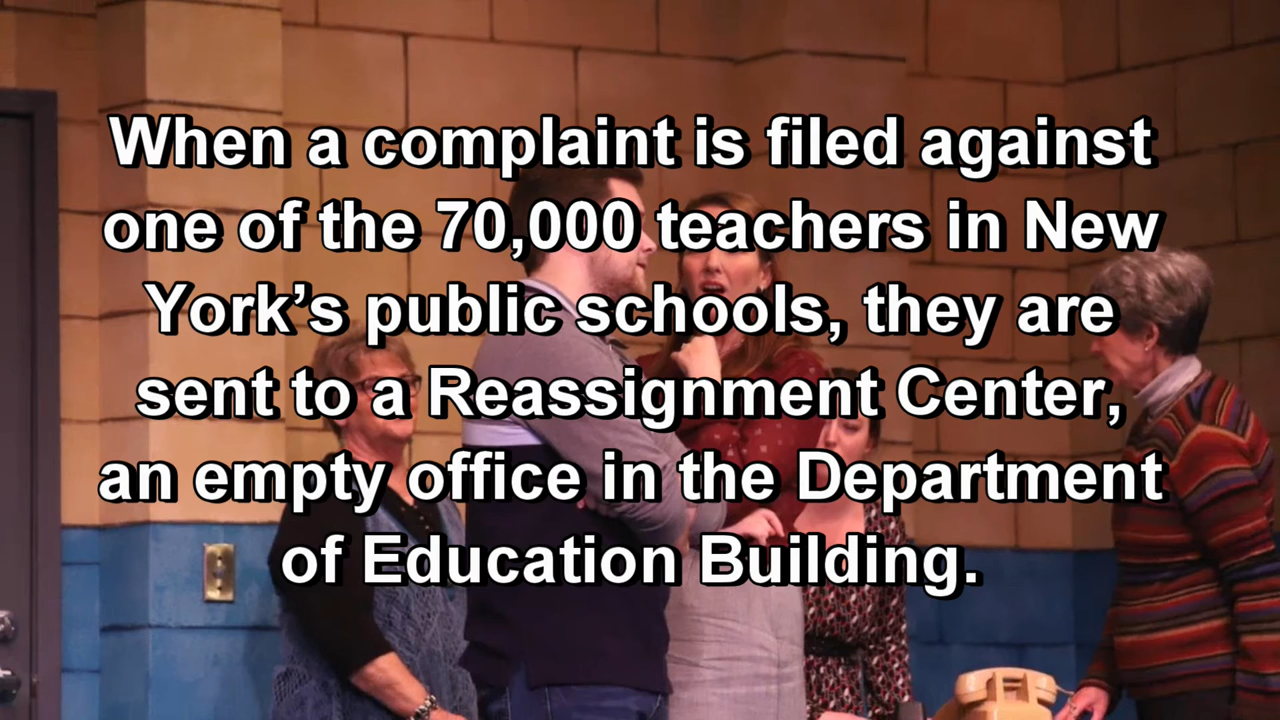 When a complaint is filed against
one of the 70,000 teachers in New
York’s public schools, they are
sent to a Reassignment Center,
an empty office in the Department
of Education Building.